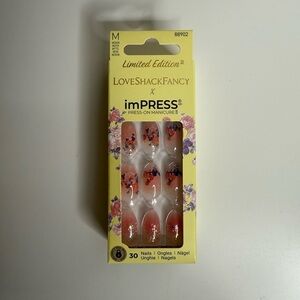 M
88902
Limited Edition
LOVESHACKFANCY
X
imPRESS®
PRESS-ON MANICURE®
30 Nails | Ongles | Nägel
Unghie | Nagels